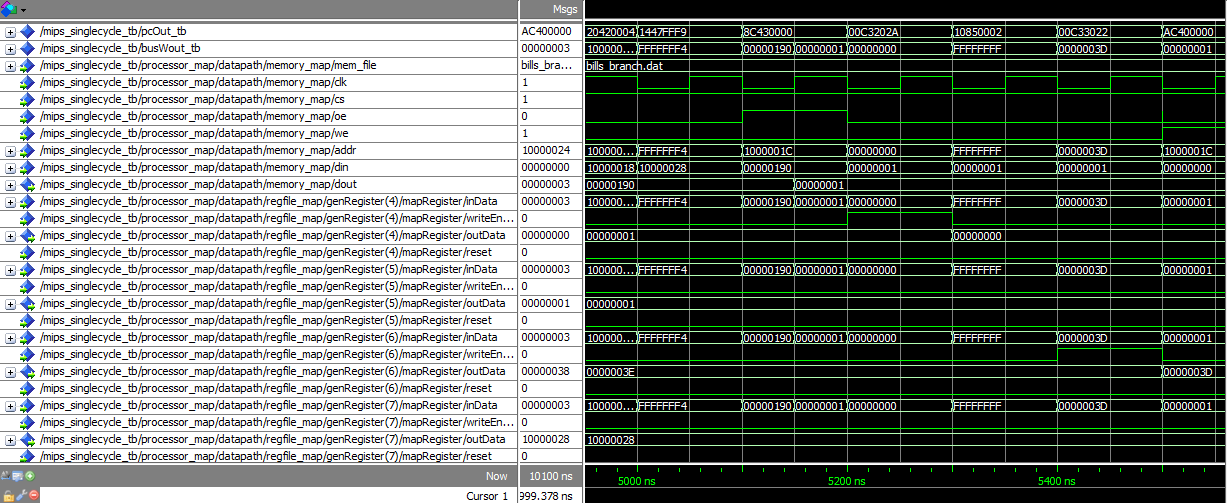 Msgs
/mips_singlecycle_tb/pcOut_tb AC400000 20420004 1447FFF9 8C430000 00C3202A 10850002 00C33022 AC400000
/mips_singlecycle_tb/busWout_tb 00000003 100000... FFFFFFF4 00000190 00000001 00000000 FFFFFFFF 0000003D 00000001
/mips_singlecycle_tb/processor_map/datapath/memory_map/mem_file bills_bra... bills_branch.dat
/mips_singlecycle_tb/processor_map/datapath/memory_map/clk 1
/mips_singlecycle_tb/processor_map/datapath/memory_map/cs 1
/mips_singlecycle_tb/processor_map/datapath/memory_map/oe 0
/mips_singlecycle_tb/processor_map/datapath/memory_map/we 1
/mips_singlecycle_tb/processor_map/datapath/memory_map/addr 10000024 100000... FFFFFFF4 1000001C 00000000 FFFFFFFF 0000003D 1000001C
/mips_singlecycle_tb/processor_map/datapath/memory_map/din 00000000 10000018 10000028 00000190 00000001 00000001 00000001 00000000
/mips_singlecycle_tb/processor_map/datapath/memory_map/dout 00000003 00000190 00000001
/mips_singlecycle_tb/processor_map/datapath/regfile_map/genRegister(4)/mapRegister/inData 00000003 100000... FFFFFFF4 00000190 00000001 00000000 FFFFFFFF 0000003D 00000001
/mips_singlecycle_tb/processor_map/datapath/regfile_map/genRegister(4)/mapRegister/writeEn... 0
/mips_singlecycle_tb/processor_map/datapath/regfile_map/genRegister(4)/mapRegister/outData 00000000 00000001 00000000
/mips_singlecycle_tb/processor_map/datapath/regfile_map/genRegister(4)/mapRegister/reset 0
/mips_singlecycle_tb/processor_map/datapath/regfile_map/genRegister(5)/mapRegister/inData 00000003 100000... FFFFFFF4 00000190 00000001 00000000 FFFFFFFF 0000003D 00000001
/mips_singlecycle_tb/processor_map/datapath/regfile_map/genRegister(5)/mapRegister/writeEn... 0
/mips_singlecycle_tb/processor_map/datapath/regfile_map/genRegister(5)/mapRegister/outData 00000001 00000001
/mips_singlecycle_tb/processor_map/datapath/regfile_map/genRegister(5)/mapRegister/reset 0
/mips_singlecycle_tb/processor_map/datapath/regfile_map/genRegister(6)/mapRegister/inData 00000003 100000... FFFFFFF4 00000190 00000001 00000000 FFFFFFFF 0000003D 00000001
/mips_singlecycle_tb/processor_map/datapath/regfile_map/genRegister(6)/mapRegister/writeEn... 0
/mips_singlecycle_tb/processor_map/datapath/regfile_map/genRegister(6)/mapRegister/outData 00000038 0000003E 0000003D
/mips_singlecycle_tb/processor_map/datapath/regfile_map/genRegister(6)/mapRegister/reset 0
/mips_singlecycle_tb/processor_map/datapath/regfile_map/genRegister(7)/mapRegister/inData 00000003 100000... FFFFFFF4 00000190 00000001 00000000 FFFFFFFF 0000003D 00000001
/mips_singlecycle_tb/processor_map/datapath/regfile_map/genRegister(7)/mapRegister/writeEn... 0
/mips_singlecycle_tb/processor_map/datapath/regfile_map/genRegister(7)/mapRegister/outData 10000028 10000028
/mips_singlecycle_tb/processor_map/datapath/regfile_map/genRegister(7)/mapRegister/reset 0
Now 10100 ns 5000 ns 5200 ns 5400 ns
Cursor 1 999.378 ns